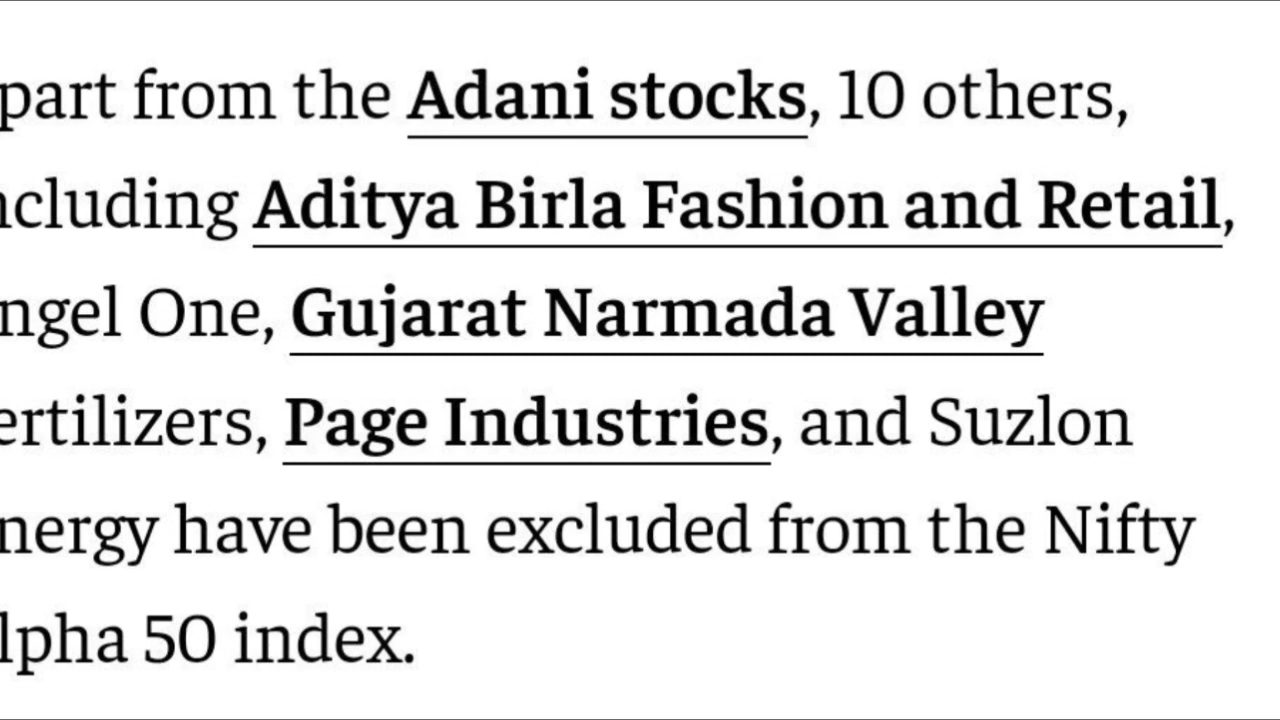 part from the Adani stocks, 10 others,
ncluding Aditya Birla Fashion and Retail,
ngel One, Gujarat Narmada Valley
ertilizers, Page Industries, and Suzlon
nergy have been excluded from the Nifty
lpha 50 index.